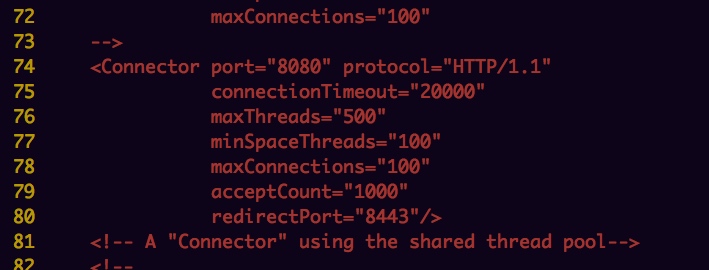 72 maxConnections="100"
73 -->
74 <Connector port="8080" protocol="HTTP/1.1"
75 connectionTimeout="20000"
76 maxThreads="500"
77 minSpaceThreads="100"
78 maxConnections="100"
79 acceptCount="1000"
80 redirectPort="8443"/>
81 <!-- A "Connector" using the shared thread pool-->
82 <!--